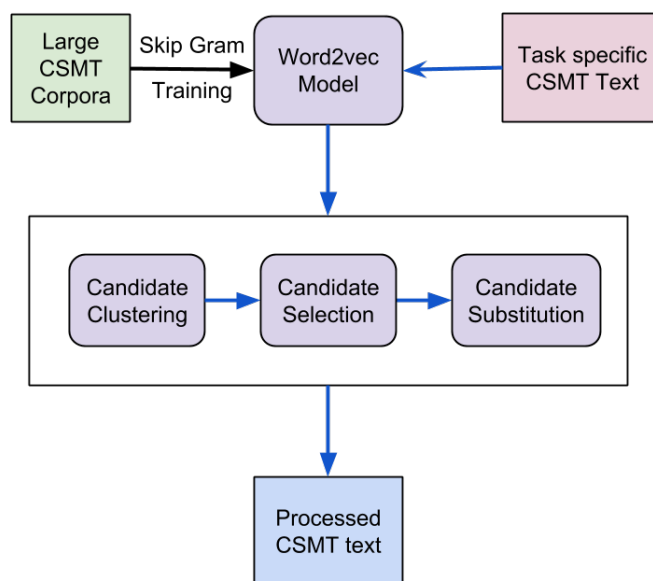 Large
CSMT
Corpora
Skip Gram
Training
Word2vec
Model
Task specific
CSMT Text
Candidate
Clustering
Candidate
Selection
Candidate
Substitution
Processed
CSMT text